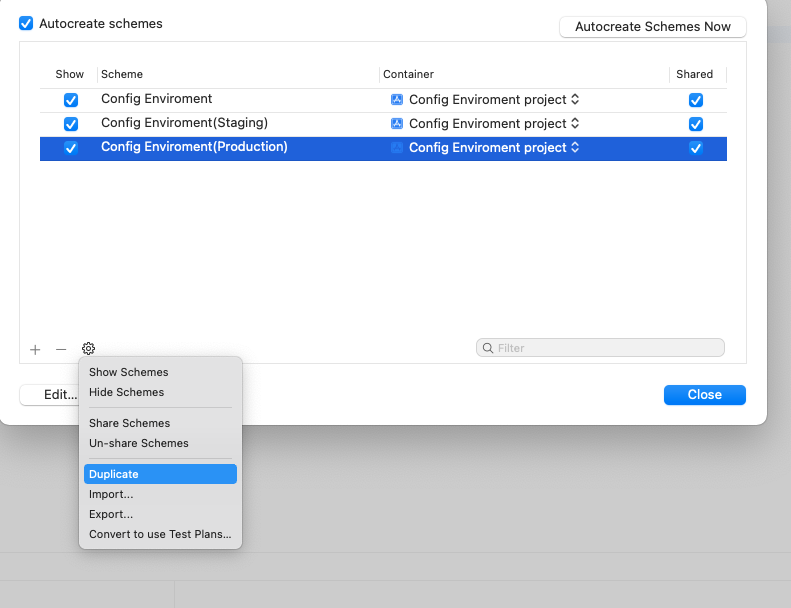 Autocreate schemes
Autocreate Schemes Now
Show Scheme Container Shared
Config Enviroment Config Enviroment project
Config Enviroment(Staging) Config Enviroment project
Config Enviroment(Production) Config Enviroment project
Filter
Show Schemes
Hide Schemes
Edit...
Close
Share Schemes
Un-share Schemes
Duplicate
Import...
Export...
Convert to use Test Plans...